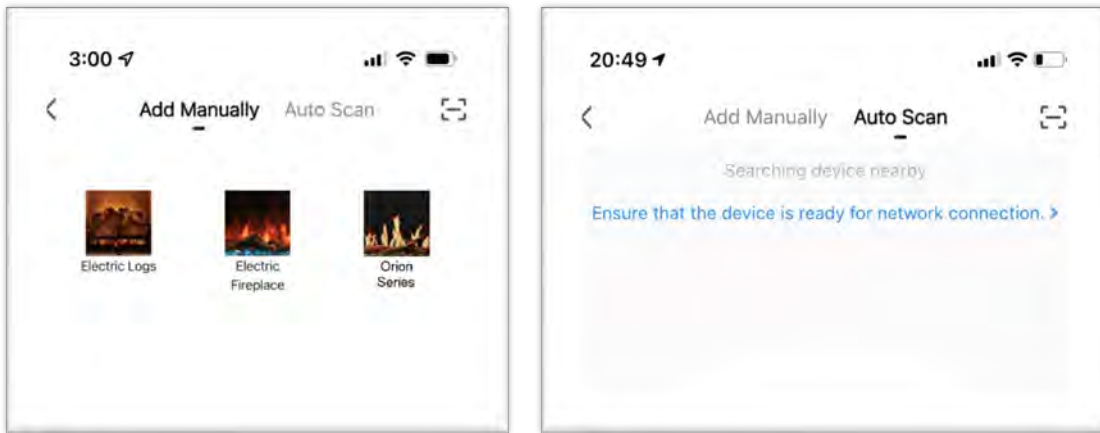 3:00
Add Manually Auto Scan
Electric Logs
Electric
Fireplace
Orion
Series
20:49
Add Manually Auto Scan
Searching device nearby
Ensure that the device is ready for network connection. >